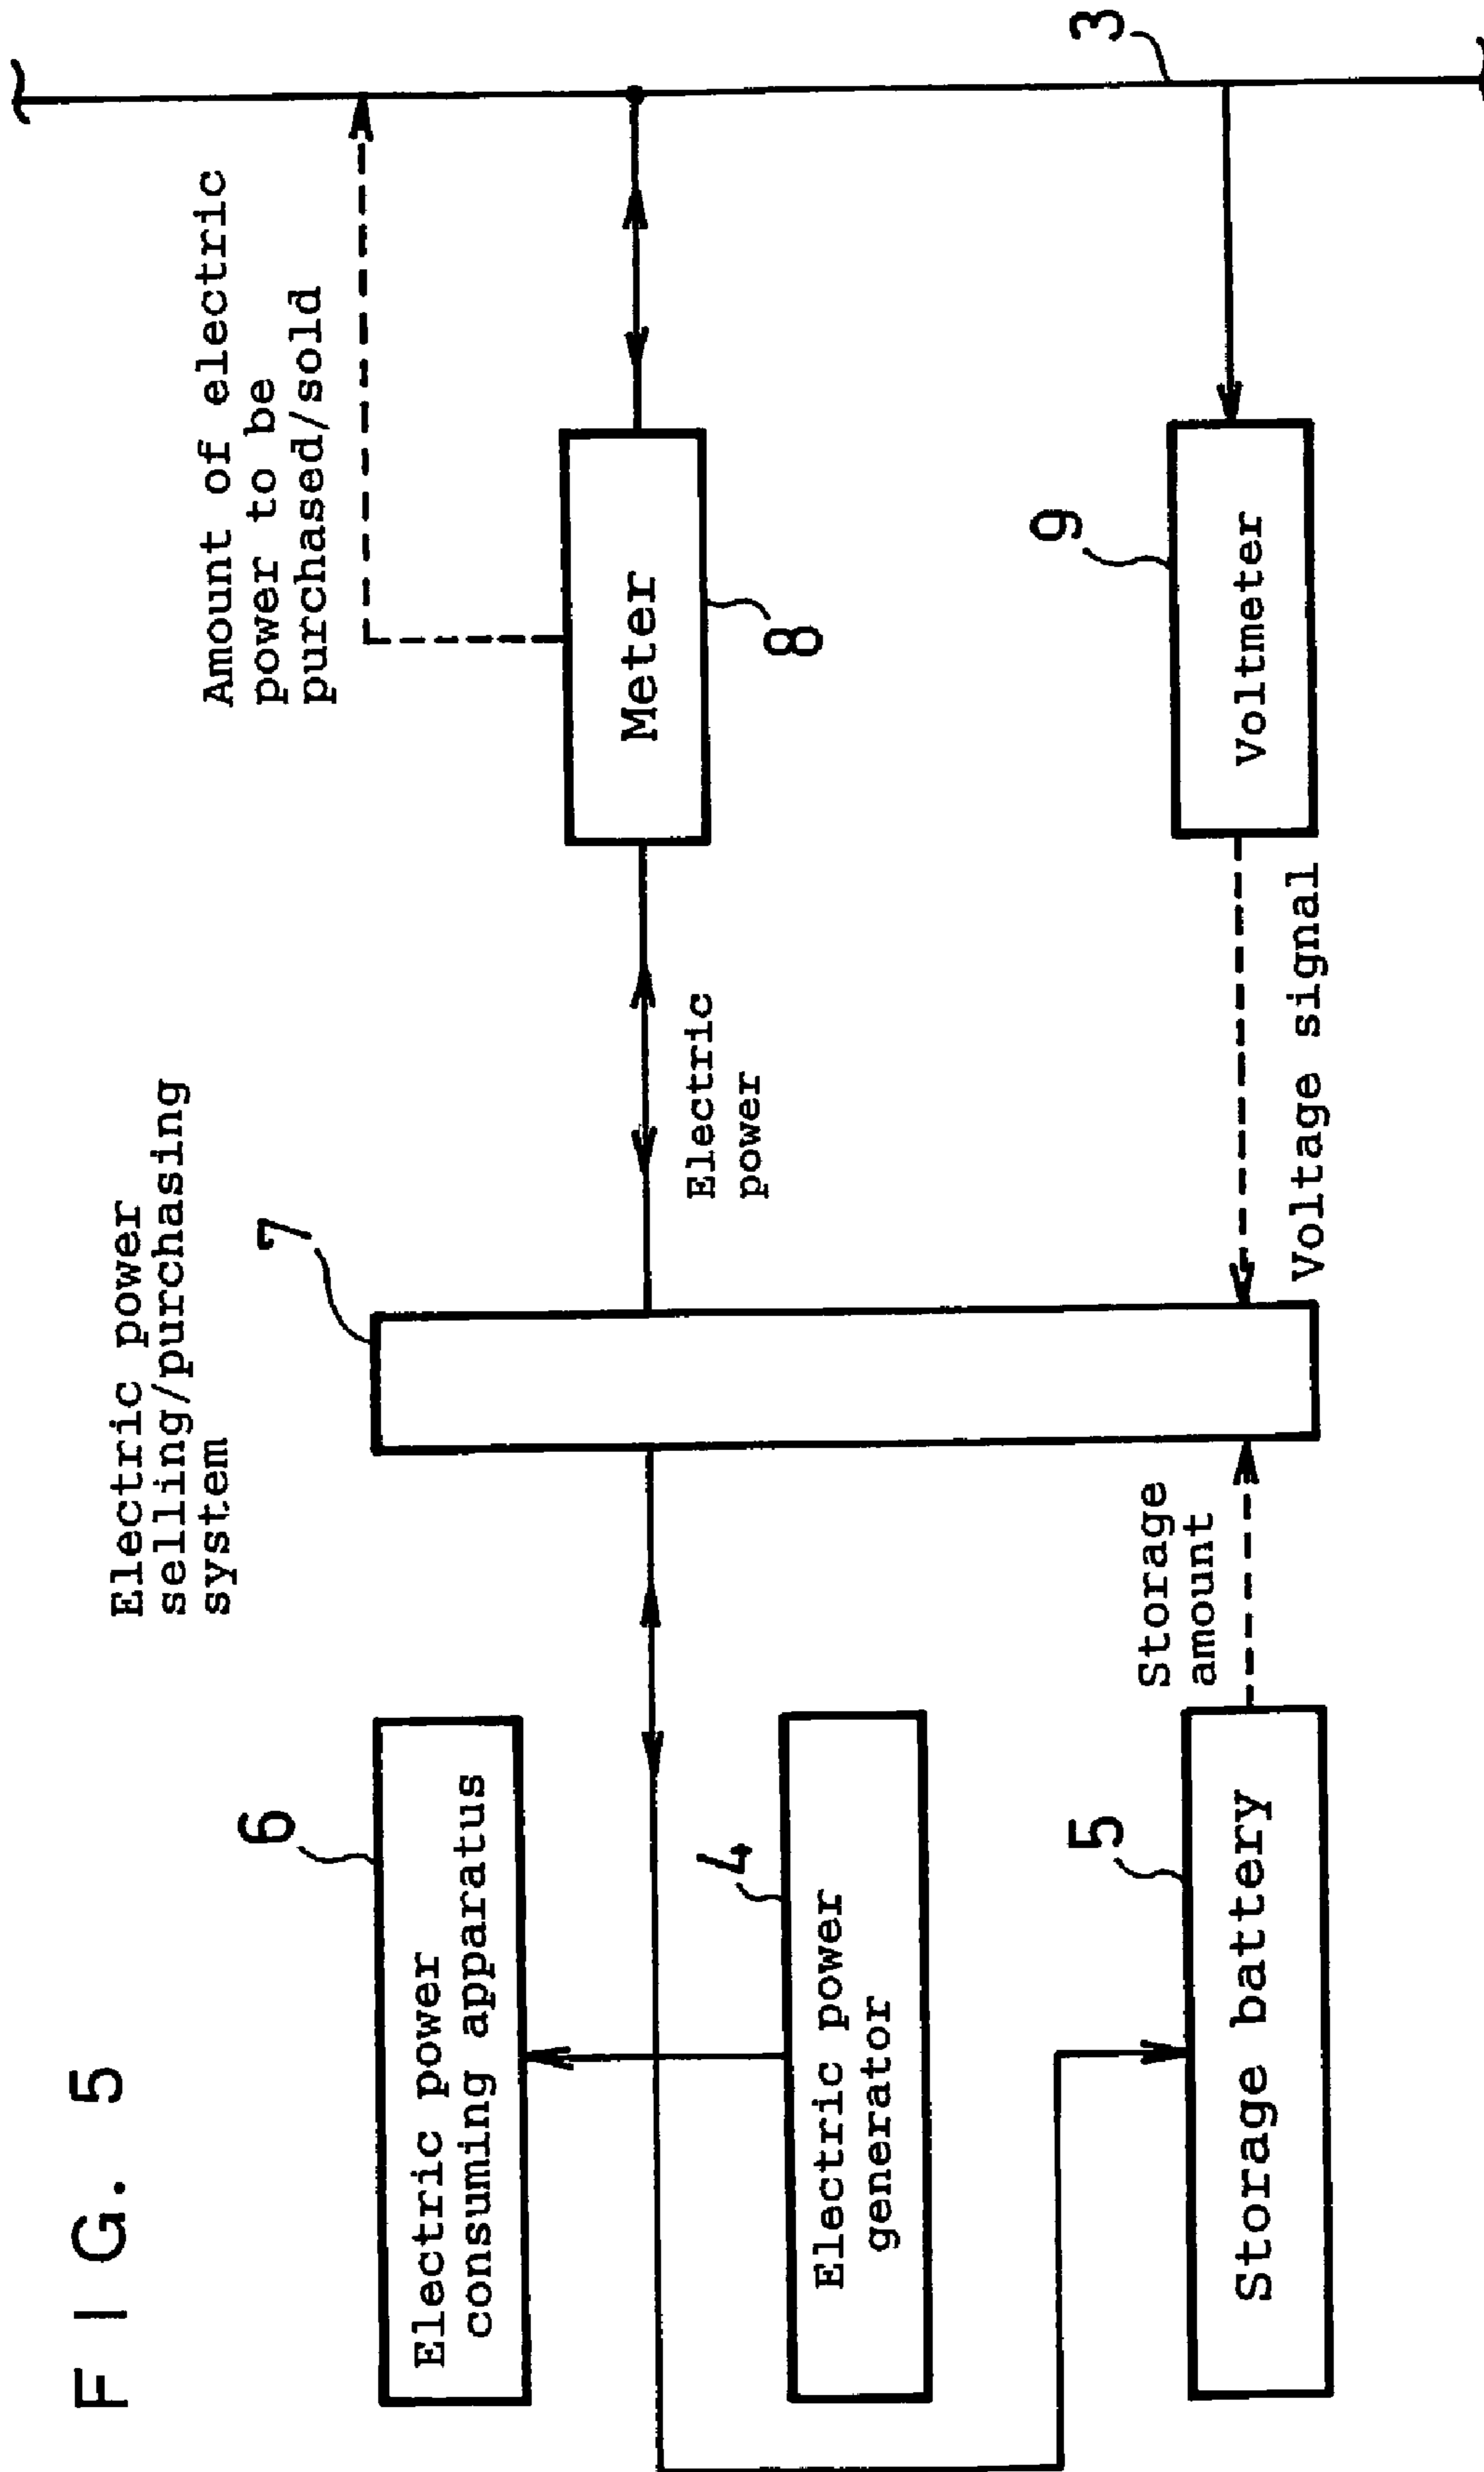 FIG. 5
Electric power
selling/purchasing
system
7
Amount of electric
power to be
purchased/sold
3
6
Electric power
consuming apparatus
Electric
power
Meter
8
4
Electric power
generator
5
Storage battery
Storage
amount
Voltage signal
9
Voltmeter